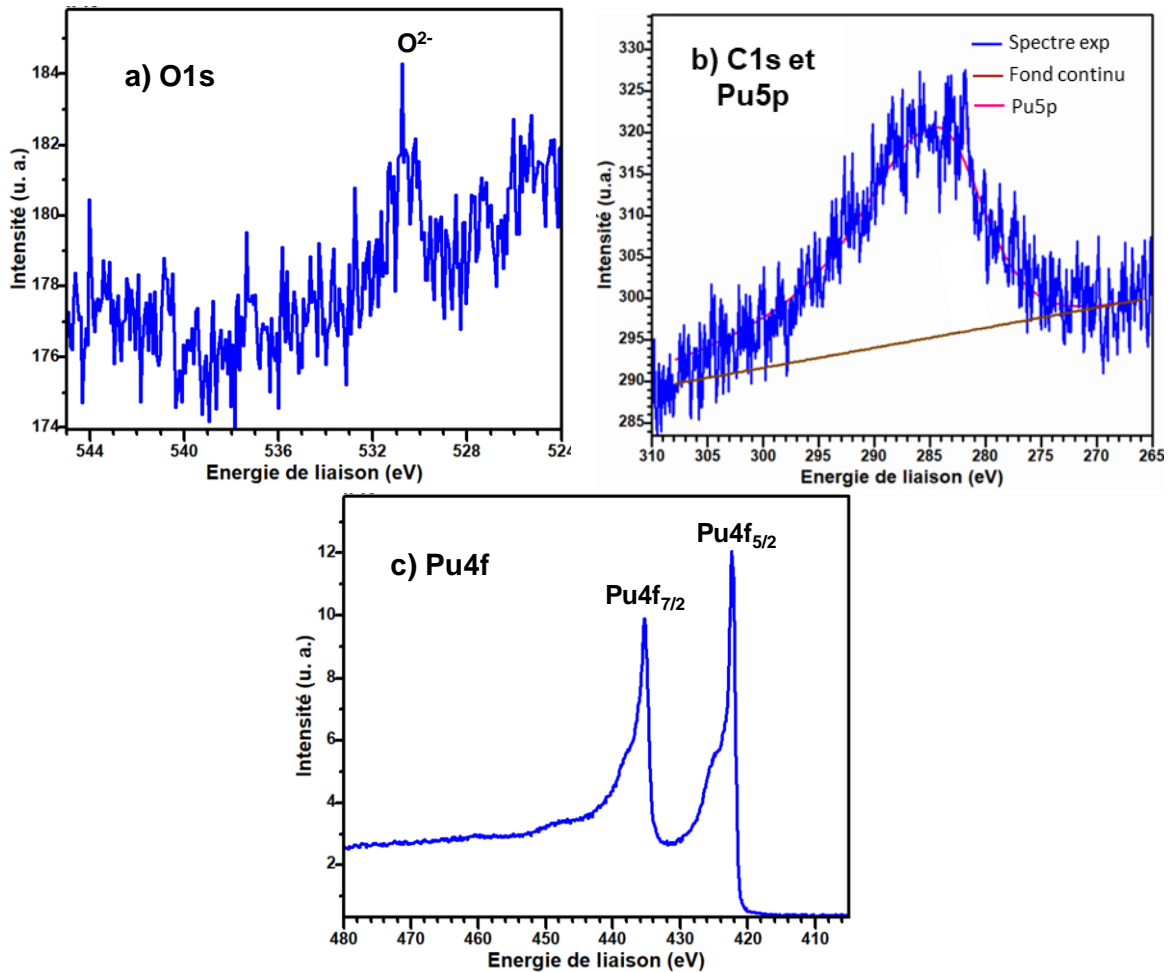 a) O1s
O²⁻
184
182
180
178
176
174
Intensité (u. a.)
544 540 536 532 528 524
Energie de liaison (eV)
b) C1s et
Pu5p
Spectre exp
Fond continu
Pu5p
330
325
320
315
310
305
300
295
290
285
Intensité (u.a.)
310 305 300 295 290 285 280 275 270 265
Energie de liaison (eV)
c) Pu4f
Pu4f₅/₂
Pu4f₇/₂
12
10
8
6
4
2
Intensité (u. a.)
480 470 460 450 440 430 420 410
Energie de liaison (eV)